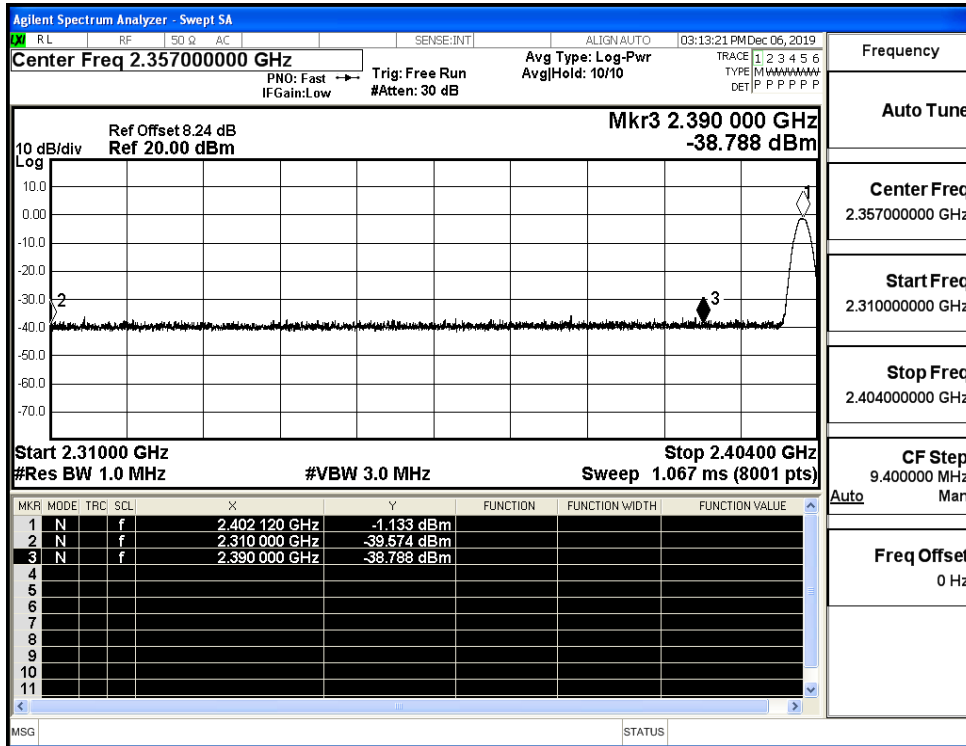 Agilent Spectrum Analyzer - Swept SA
LXI RL RF 50 Ω AC SENSE:INT ALIGN AUTO 03:13:21 PM Dec 06, 2019
Center Freq 2.357000000 GHz
PNO: Fast
IFGain:Low
Trig: Free Run
#Atten: 30 dB
Avg Type: Log-Pwr
Avg|Hold: 10/10
TRACE 1 2 3 4 5 6
TYPE M WWWWW
DET P P P P P P
Mkr3 2.390 000 GHz
-38.788 dBm
Ref Offset 8.24 dB
10 dB/div Ref 20.00 dBm
Log
10.0
0.00
-10.0
-20.0
-30.0
-40.0
-50.0
-60.0
-70.0
1
2
3
Start 2.31000 GHz Stop 2.40400 GHz
#Res BW 1.0 MHz #VBW 3.0 MHz Sweep 1.067 ms (8001 pts)
MKR MODE TRC SCL X Y FUNCTION FUNCTION WIDTH FUNCTION VALUE
1 N f 2.402 120 GHz -1.133 dBm
2 N f 2.310 000 GHz -39.574 dBm
3 N f 2.390 000 GHz -38.788 dBm
4
5
6
7
8
9
10
11
MSG STATUS
Frequency
Auto Tune
Center Freq
2.357000000 GHz
Start Freq
2.310000000 GHz
Stop Freq
2.404000000 GHz
CF Step
9.400000 MHz
Auto Man
Freq Offset
0 Hz